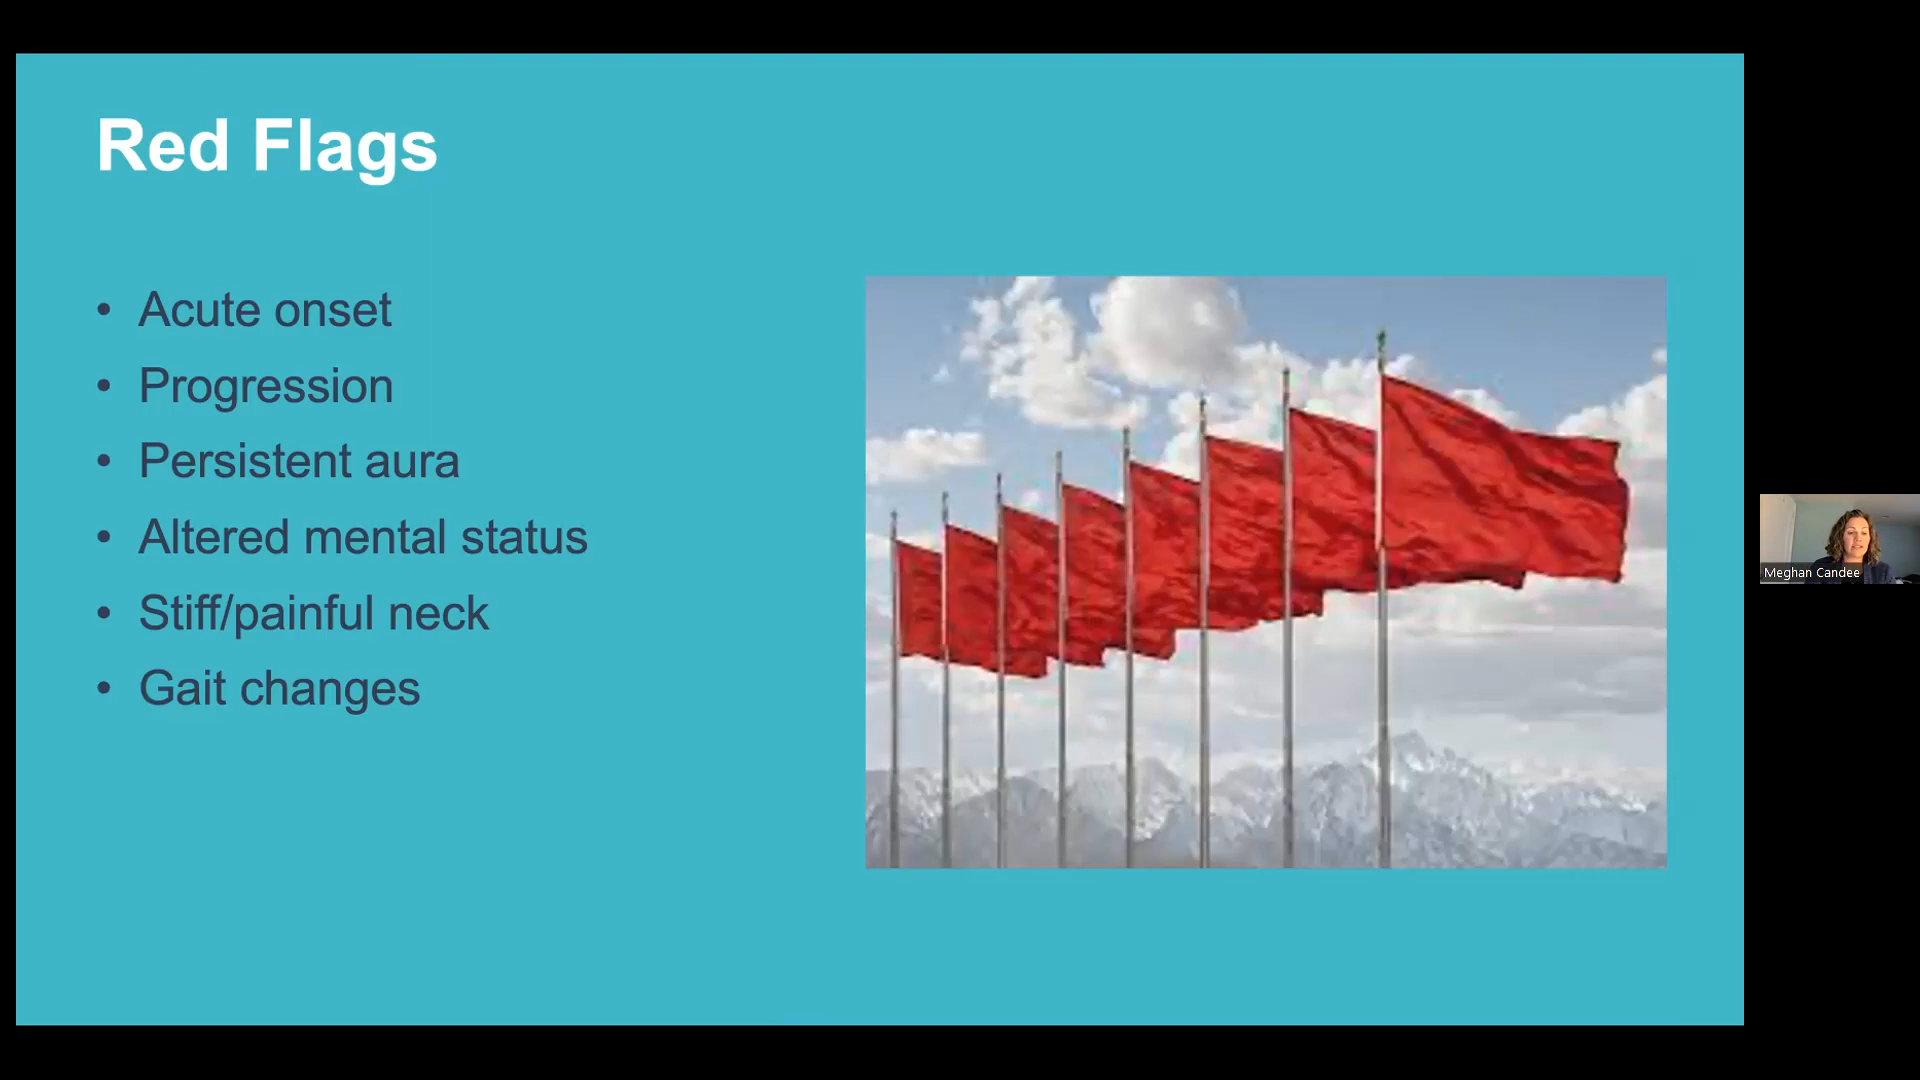 Red Flags
• Acute onset
• Progression
• Persistent aura
• Altered mental status
• Stiff/painful neck
• Gait changes
Meghan Candee